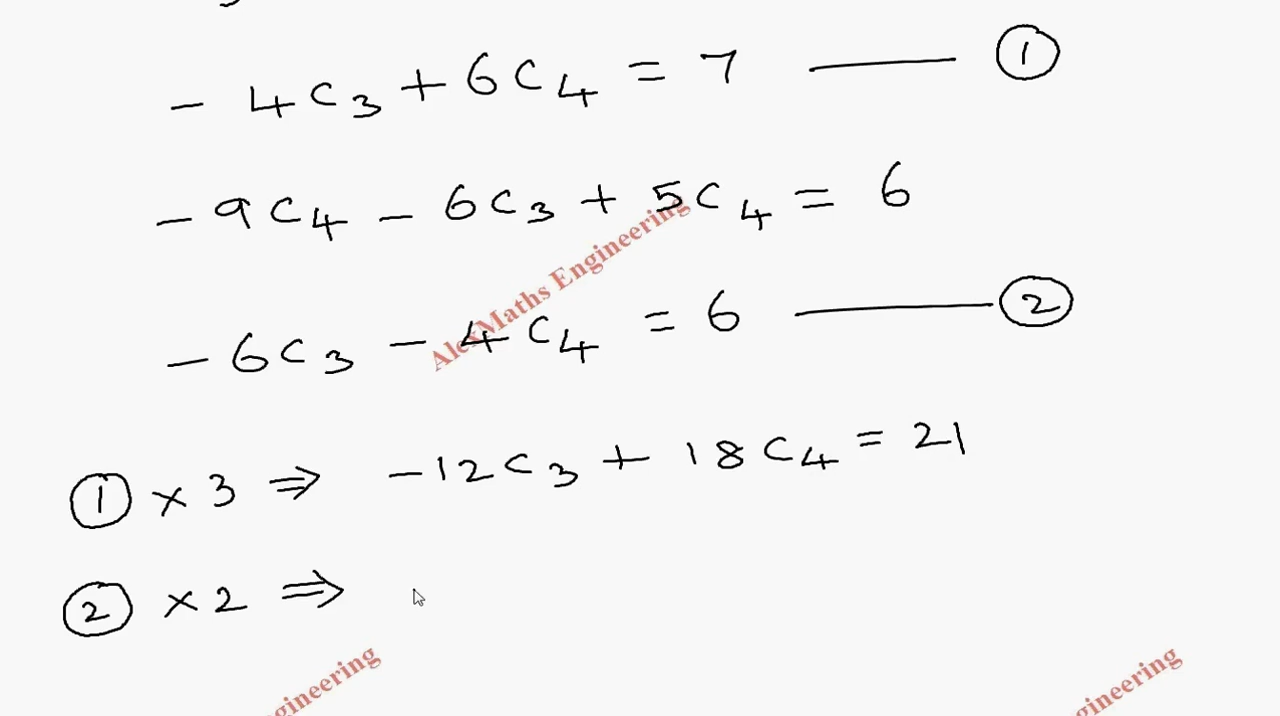 - 4C₃ + 6C₄ = 7 —— ①
- 9C₄ - 6C₃ + 5C₄ = 6
- 6C₃ - 4C₄ = 6 —— ②
① × 3 ⇒ -12C₃ + 18C₄ = 21
② × 2 ⇒
AlexMaths Engineering
gineering
gineering